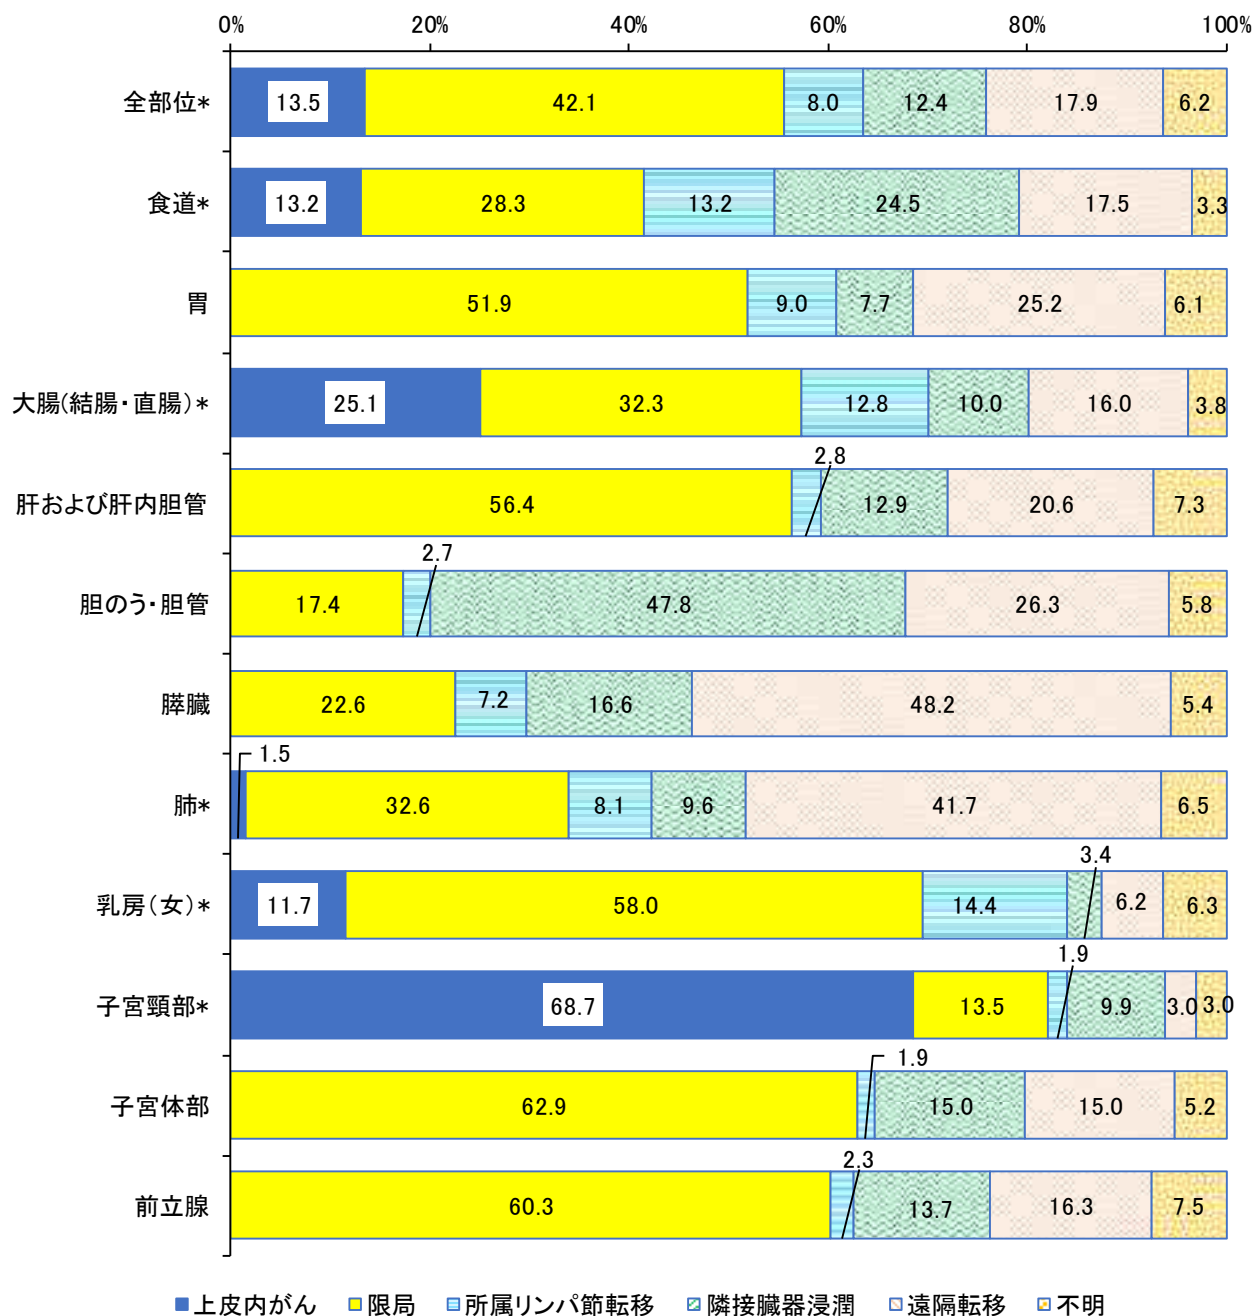 0% 20% 40% 60% 80% 100%
全部位* 13.5 42.1 8.0 12.4 17.9 6.2
食道* 13.2 28.3 13.2 24.5 17.5 3.3
胃 51.9 9.0 7.7 25.2 6.1
大腸(結腸・直腸)* 25.1 32.3 12.8 10.0 16.0 3.8
2.8
肝および肝内胆管 56.4 12.9 20.6 7.3
2.7
胆のう・胆管 17.4 47.8 26.3 5.8
膵臓 22.6 7.2 16.6 48.2 5.4
1.5
肺* 32.6 8.1 9.6 41.7 6.5
3.4
乳房(女)* 11.7 58.0 14.4 6.2 6.3
1.9
子宮頸部* 68.7 13.5 9.9 3.0 3.0
1.9
子宮体部 62.9 15.0 15.0 5.2
2.3
前立腺 60.3 13.7 16.3 7.5
上皮内がん 限局 所属リンパ節転移 隣接臓器浸潤 遠隔転移 不明